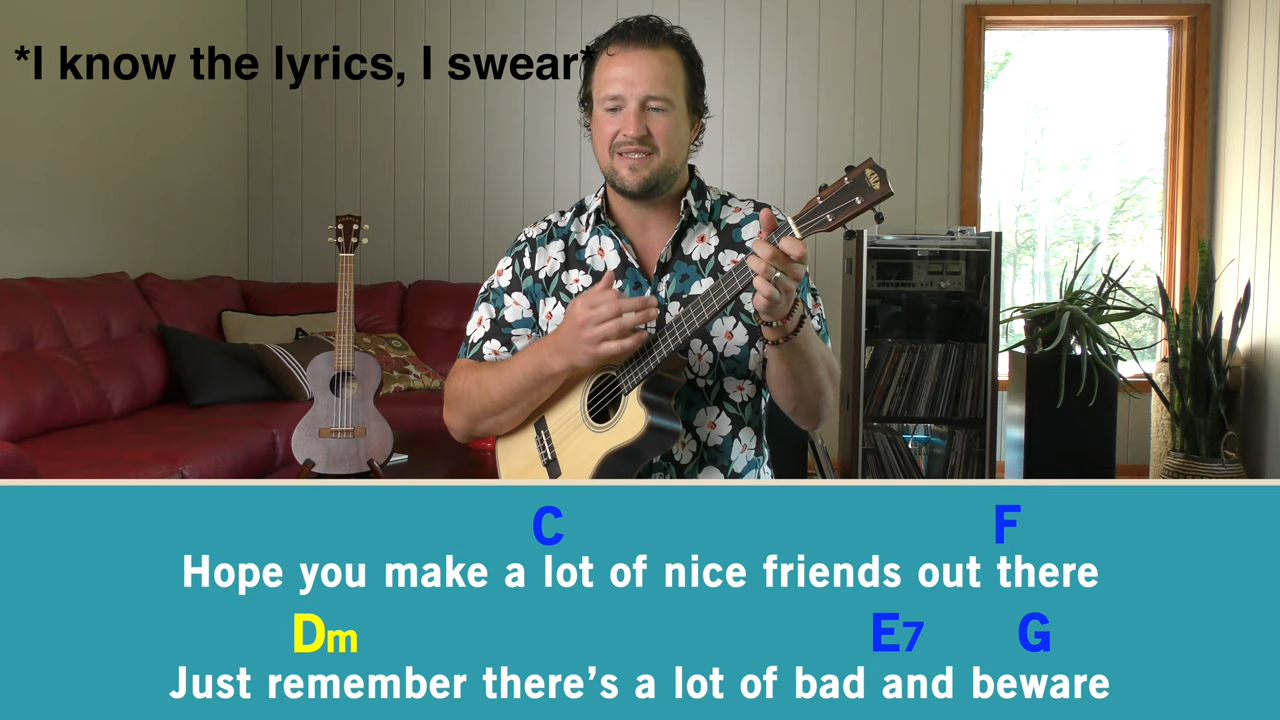 *I know the lyrics, I swear*
C F
Hope you make a lot of nice friends out there
Dm E7 G
Just remember there's a lot of bad and beware